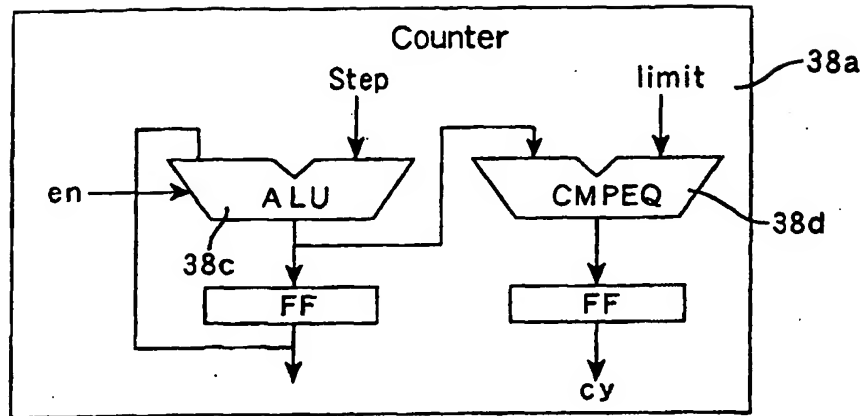 Counter
38a
Step
limit
en
ALU
CMPEQ
38c
38d
FF
FF
cy